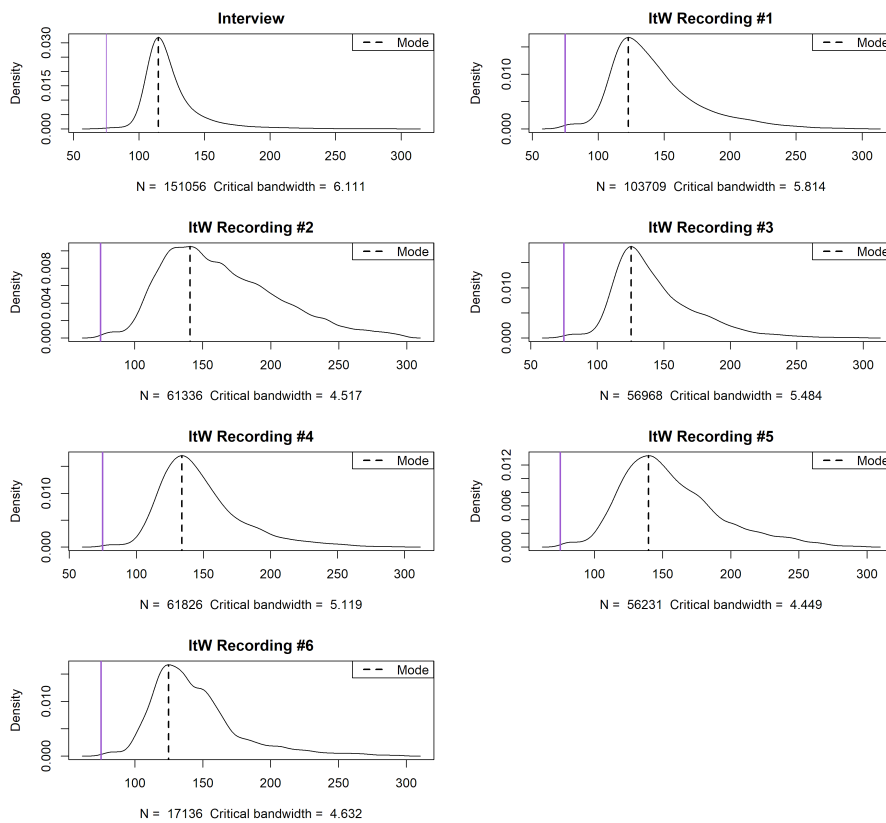 Interview
Mode
Density
0.000 0.015 0.030
50 100 150 200 250 300
N = 151056 Critical bandwidth = 6.111
ItW Recording #1
Mode
Density
0.000 0.010
50 100 150 200 250 300
N = 103709 Critical bandwidth = 5.814
ItW Recording #2
Mode
Density
0.000 0.004 0.008
100 150 200 250 300
N = 61336 Critical bandwidth = 4.517
ItW Recording #3
Mode
Density
0.000 0.010
50 100 150 200 250 300
N = 56968 Critical bandwidth = 5.484
ItW Recording #4
Mode
Density
0.000 0.010
50 100 150 200 250 300
N = 61826 Critical bandwidth = 5.119
ItW Recording #5
Mode
Density
0.000 0.006 0.012
100 150 200 250 300
N = 56231 Critical bandwidth = 4.449
ItW Recording #6
Mode
Density
0.000 0.010
100 150 200 250 300
N = 17136 Critical bandwidth = 4.632